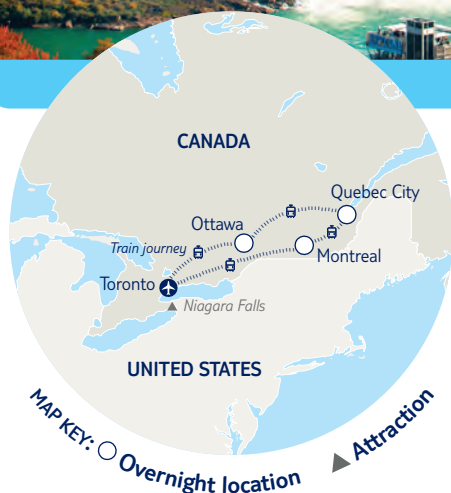 CANADA
Quebec City
Ottawa
Train journey
Montreal
Toronto
Niagara Falls
UNITED STATES
MAP KEY: Overnight location Attraction